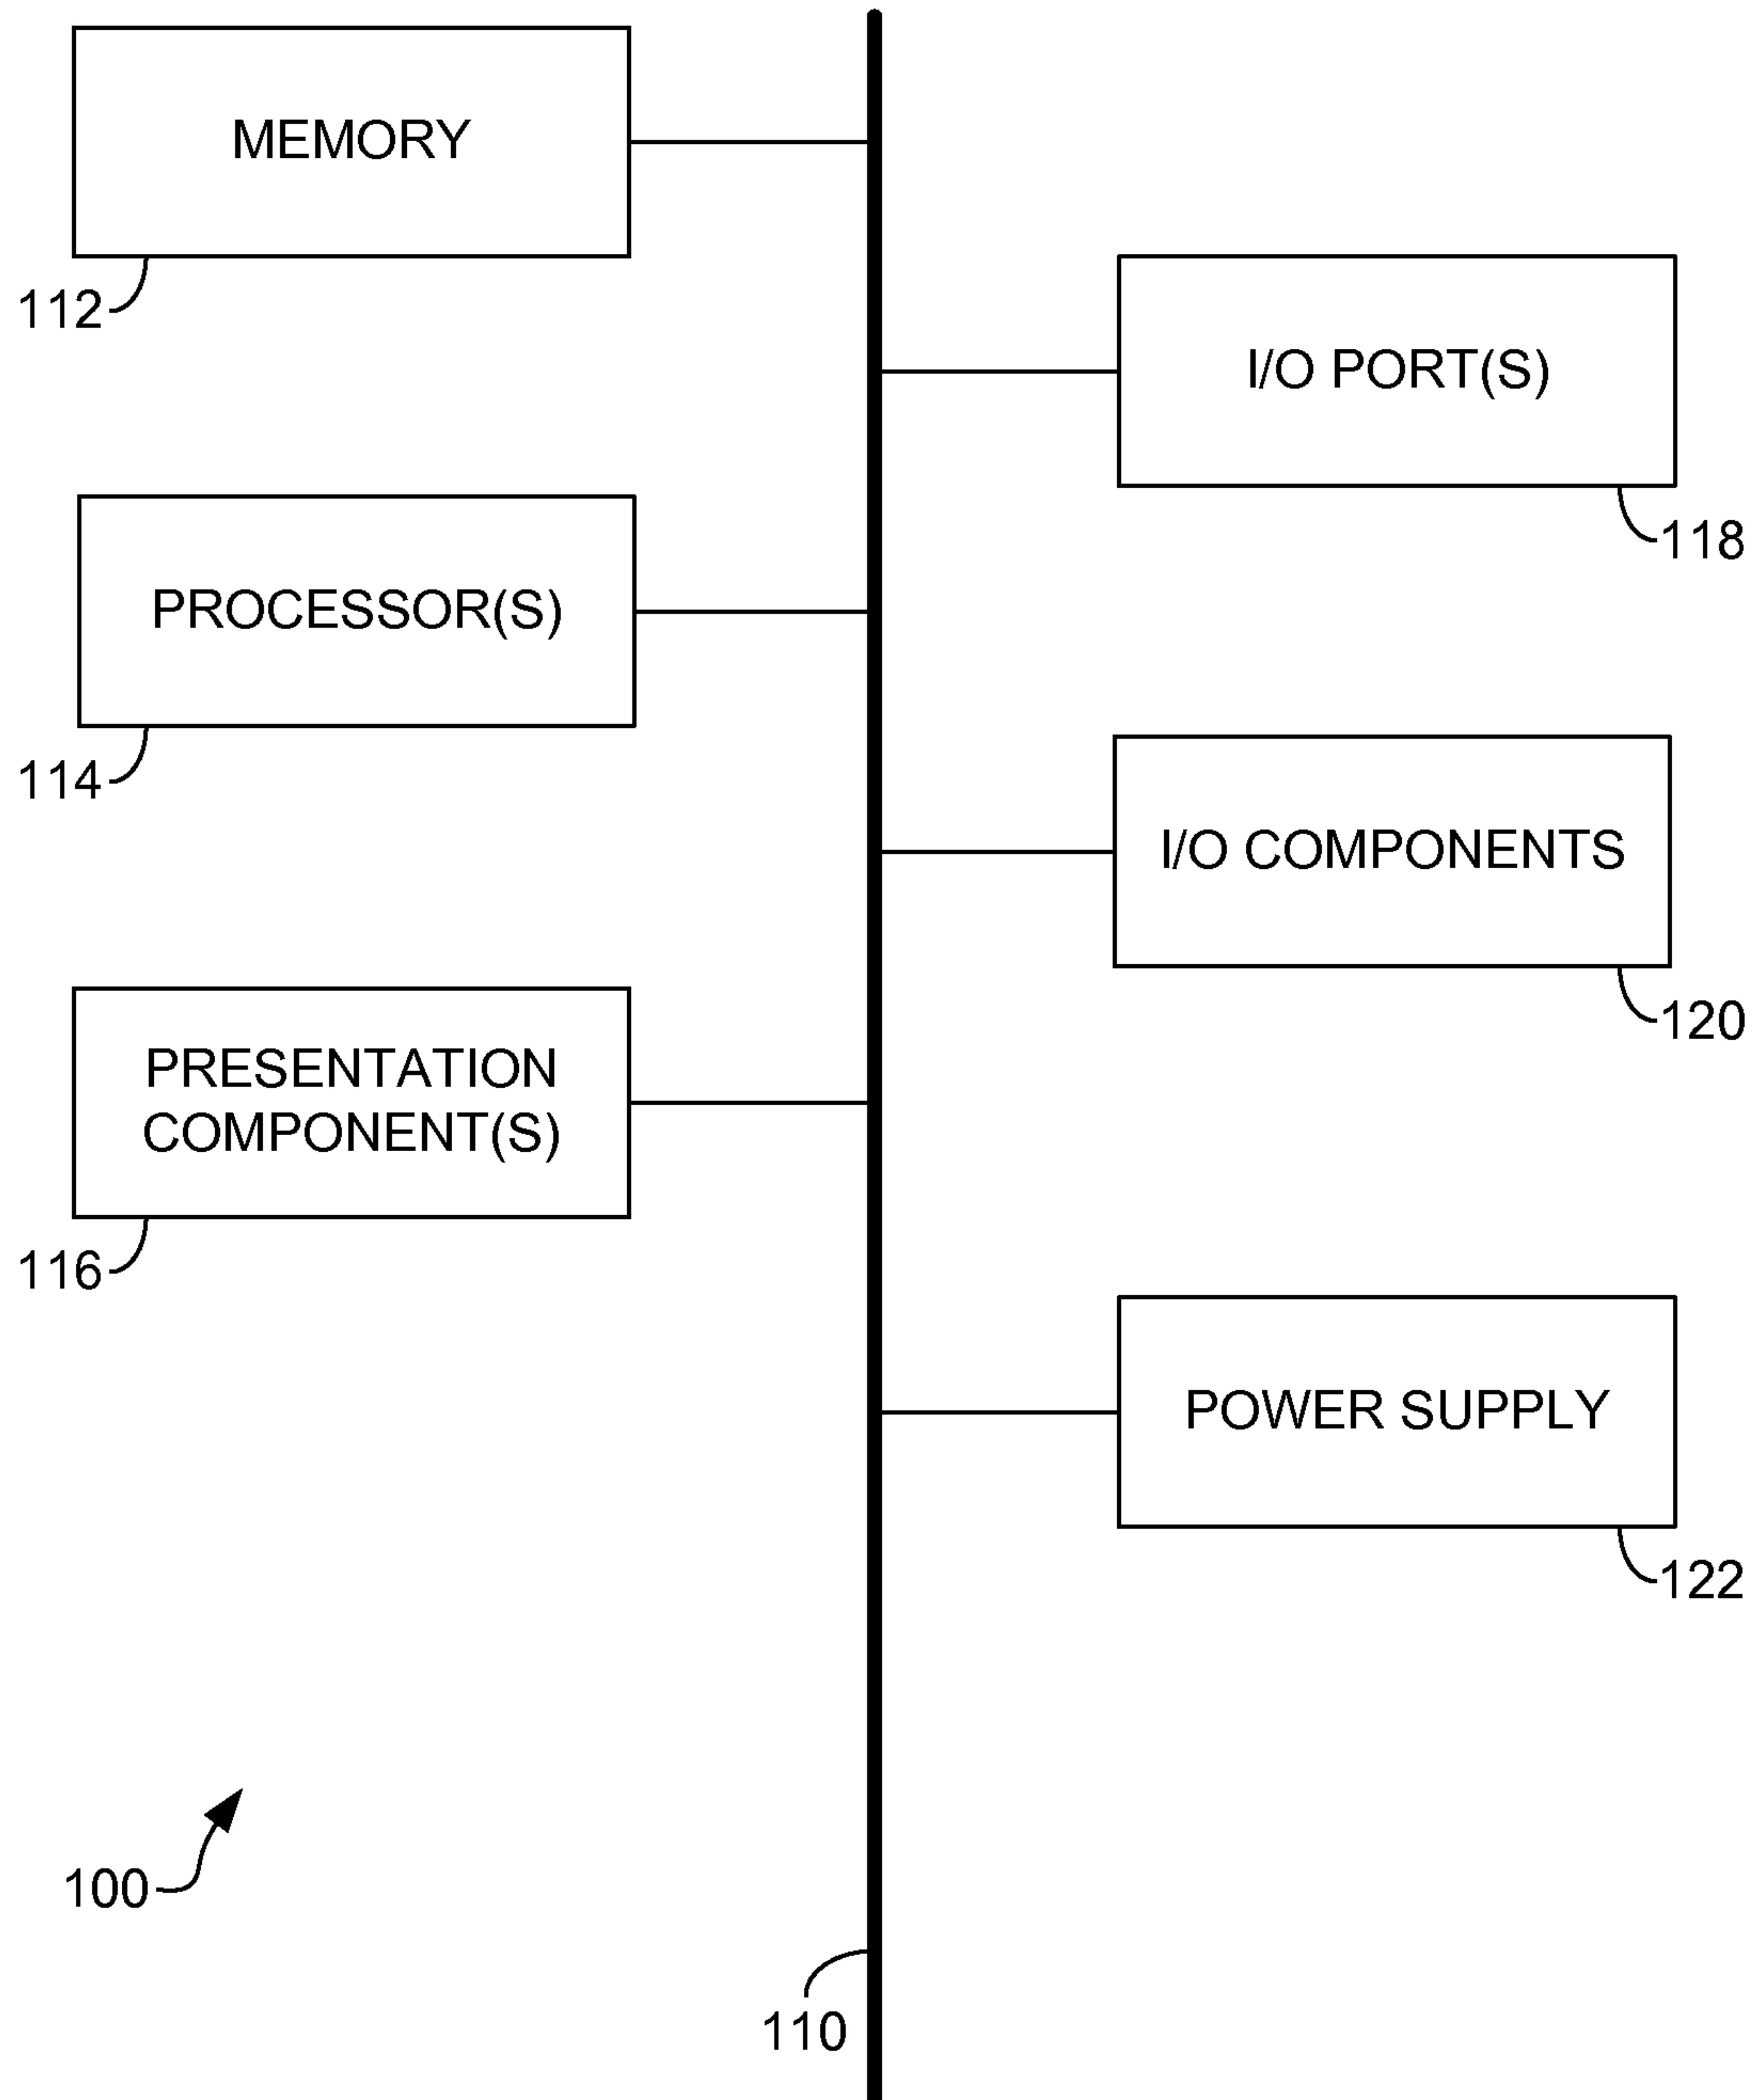 MEMORY
112
I/O PORT(S)
118
PROCESSOR(S)
114
I/O COMPONENTS
120
PRESENTATION
COMPONENT(S)
116
POWER SUPPLY
122
100
110